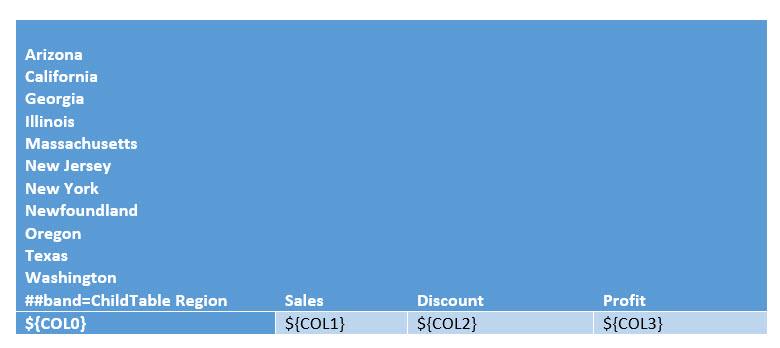 Arizona
California
Georgia
Illinois
Massachusetts
New Jersey
New York
Newfoundland
Oregon
Texas
Washington
##band=ChildTable Region Sales Discount Profit
${COL0} ${COL1} ${COL2} ${COL3}